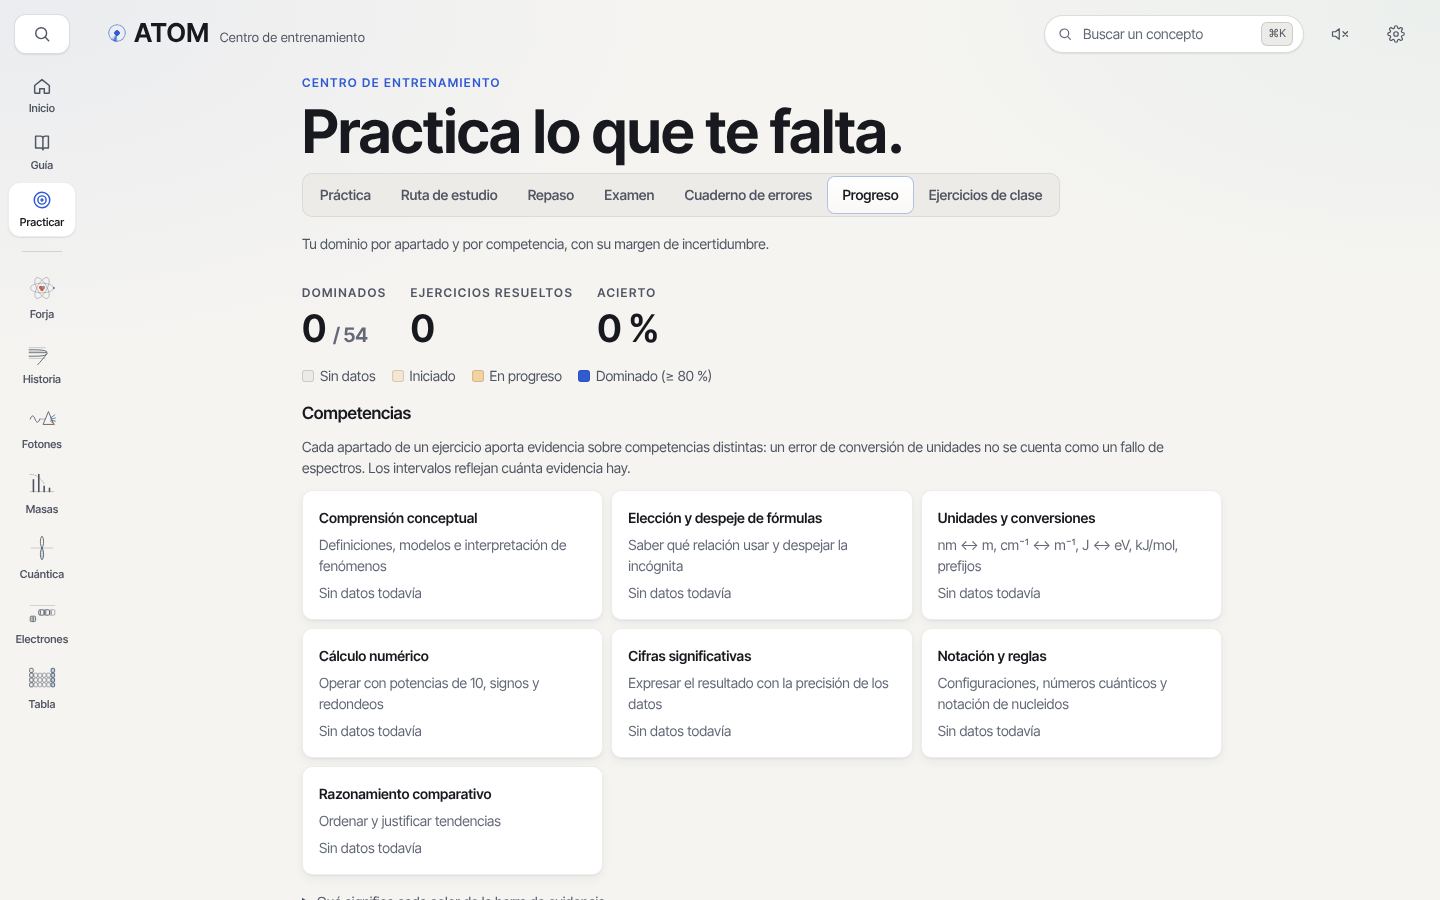 ATOM Centro de entrenamiento
Buscar un concepto ⌘K
Inicio
Guía
Practicar
Forja
Historia
Fotones
Masas
Cuántica
Electrones
Tabla
CENTRO DE ENTRENAMIENTO
Practica lo que te falta.
Práctica Ruta de estudio Repaso Examen Cuaderno de errores Progreso Ejercicios de clase
Tu dominio por apartado y por competencia, con su margen de incertidumbre.
DOMINADOS EJERCICIOS RESUELTOS ACIERTO
0 / 54 0 0 %
Sin datos Iniciado En progreso Dominado (≥ 80 %)
Competencias
Cada apartado de un ejercicio aporta evidencia sobre competencias distintas: un error de conversión de unidades no se cuenta como un fallo de
espectros. Los intervalos reflejan cuánta evidencia hay.
Comprensión conceptual
Definiciones, modelos e interpretación de
fenómenos
Sin datos todavía
Elección y despeje de fórmulas
Saber qué relación usar y despejar la
incógnita
Sin datos todavía
Unidades y conversiones
nm ↔ m, cm⁻¹ ↔ m⁻¹, J ↔ eV, kJ/mol,
prefijos
Sin datos todavía
Cálculo numérico
Operar con potencias de 10, signos y
redondeos
Sin datos todavía
Cifras significativas
Expresar el resultado con la precisión de los
datos
Sin datos todavía
Notación y reglas
Configuraciones, números cuánticos y
notación de nucleidos
Sin datos todavía
Razonamiento comparativo
Ordenar y justificar tendencias
Sin datos todavía